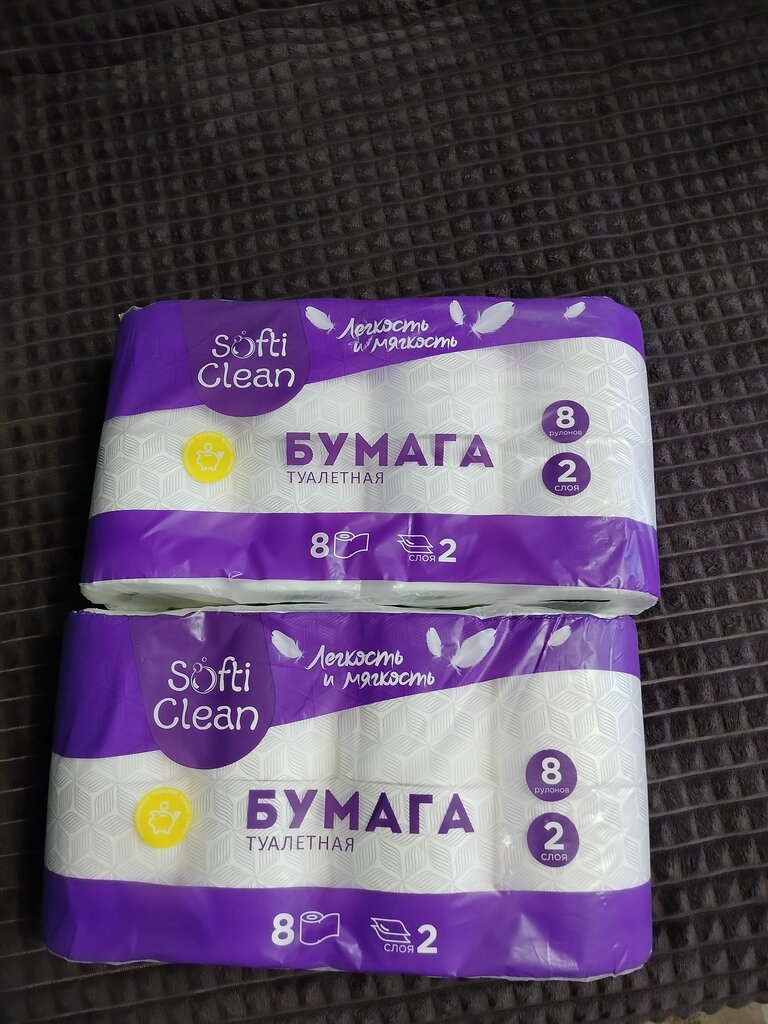 Softi
Clean
Легкость
и мягкость
БУМАГА
ТУАЛЕТНАЯ
8
рулонов
2
слоя
8
слоя 2
Softi
Clean
Легкость
и мягкость
БУМАГА
ТУАЛЕТНАЯ
8
рулонов
2
слоя
8
слоя 2